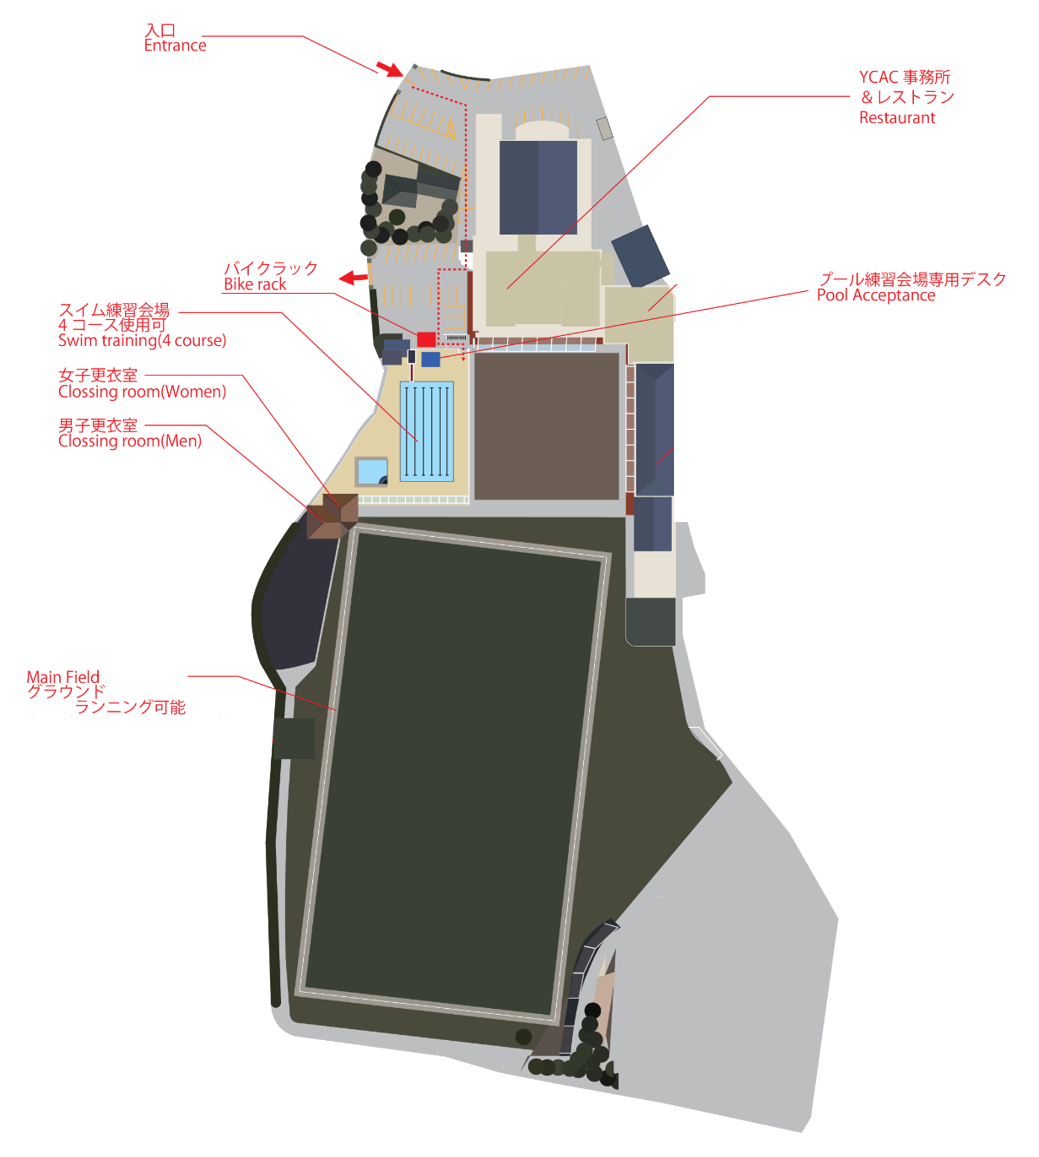 入口
Entrance
YCAC 事務所
＆レストラン
Restaurant
バイクラック
Bike rack
プール練習会場専用デスク
Pool Acceptance
スイム練習会場
4 コース使用可
Swim training(4 course)
女子更衣室
Clossing room(Women)
男子更衣室
Clossing room(Men)
Main Field
グラウンド
ランニング可能